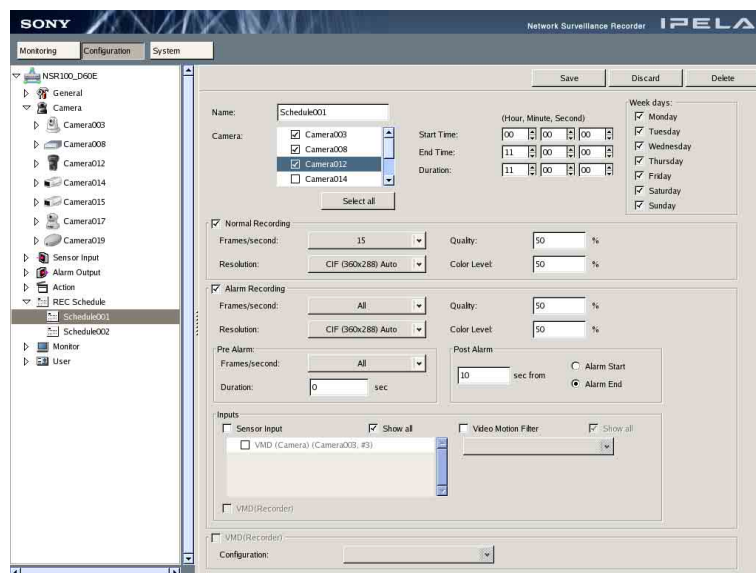 SONY
Network Surveillance Recorder IPELA
Monitoring Configuration System
NSR100_D60E
General
Camera
Camera003
Camera008
Camera012
Camera014
Camera015
Camera017
Camera019
Sensor Input
Alarm Output
Action
REC Schedule
Schedule001
Schedule002
Monitor
User
Save Discard Delete
Name: Schedule001
Camera: Camera003
Camera008
Camera012
Camera014
Select all
(Hour, Minute, Second)
Start Time: 00 00 00
End Time: 11 00 00
Duration: 11 00 00
Week days:
Monday
Tuesday
Wednesday
Thursday
Friday
Saturday
Sunday
Normal Recording
Frames/second: 15 Quality: 50 %
Resolution: CIF (360x288) Auto Color Level: 50 %
Alarm Recording
Frames/second: All Quality: 50 %
Resolution: CIF (360x288) Auto Color Level: 50 %
Pre Alarm:
Frames/second: All
Duration: 0 sec
Post Alarm
10 sec from
Alarm Start
Alarm End
Inputs
Sensor Input Show all Video Motion Filter Show all
VMD (Camera) (Camera003, #3)
VMD(Recorder)
VMD(Recorder)
Configuration: